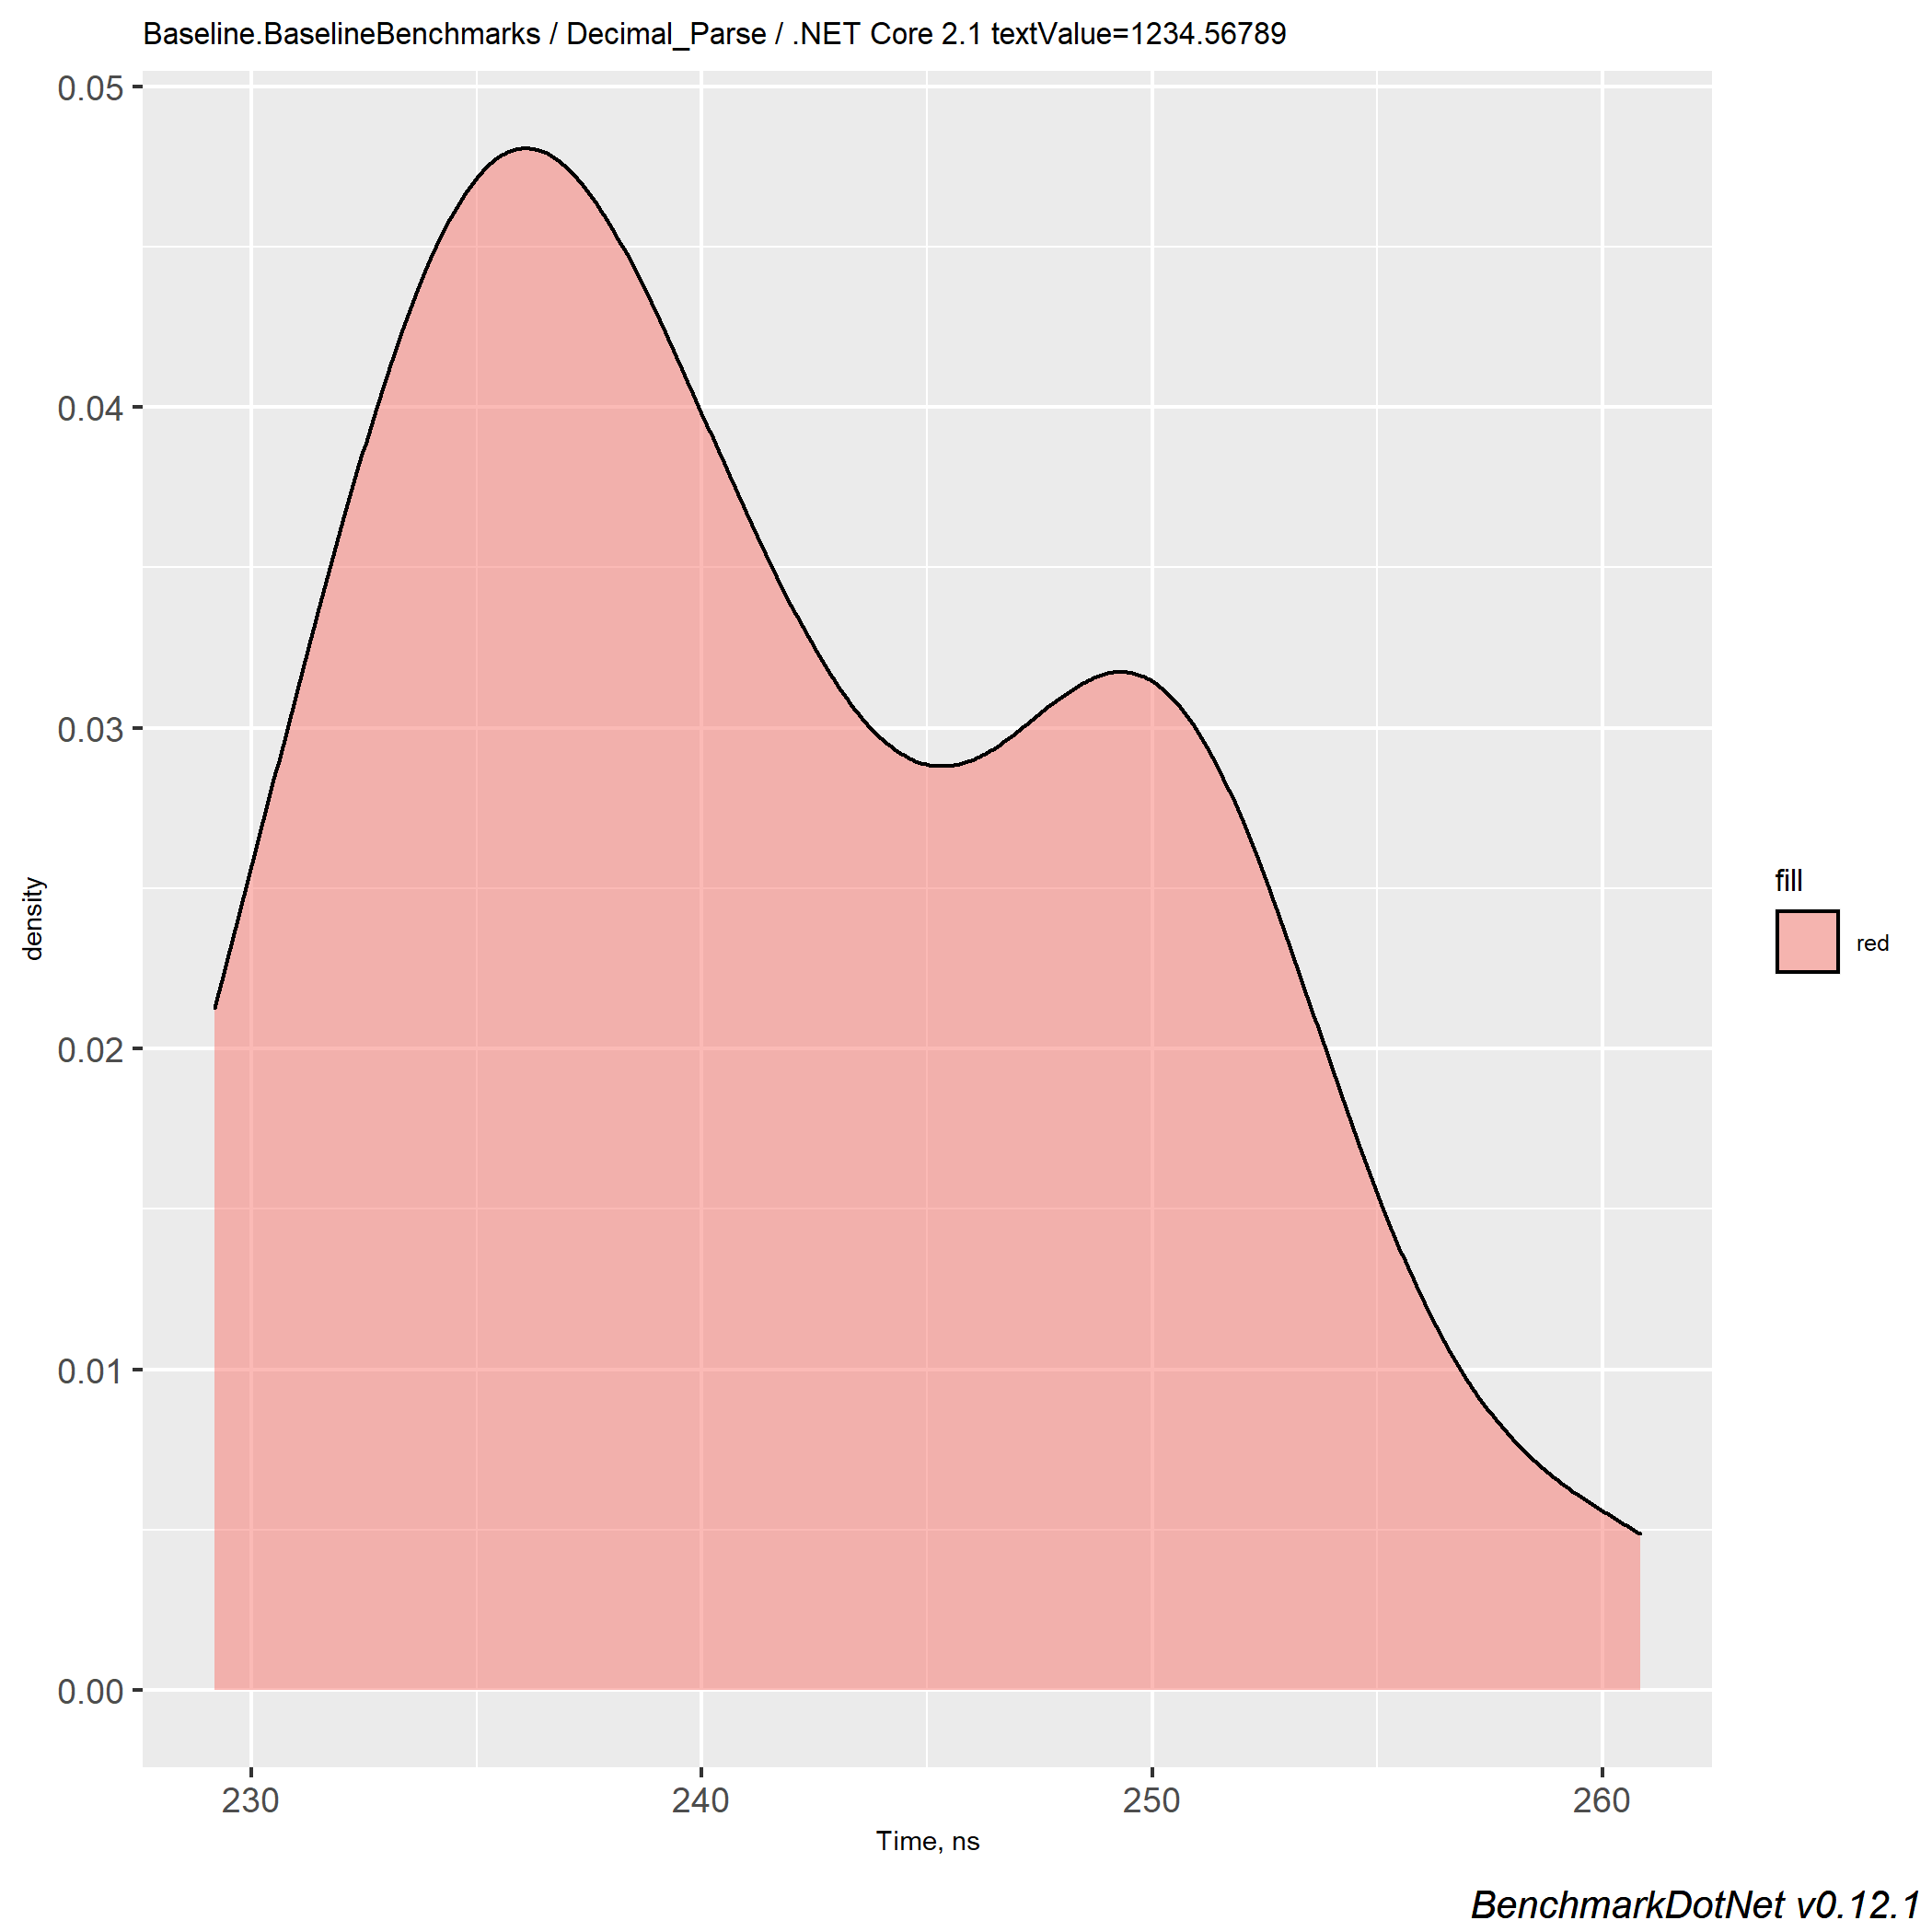 Baseline.BaselineBenchmarks / Decimal_Parse / .NET Core 2.1 textValue=1234.56789
0.05
0.04
0.03
0.02
0.01
0.00
density
230
240
250
260
Time, ns
fill
red
BenchmarkDotNet v0.12.1